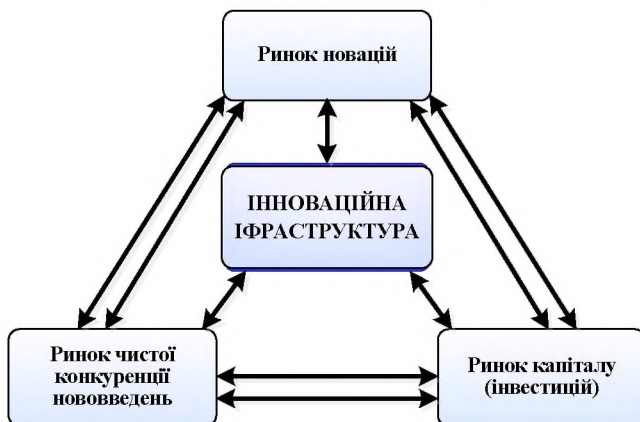 Ринок новацій
ІННОВАЦІЙНА
ІФРАСТРУКТУРА
Ринок чистої
конкуренції
нововведень
Ринок капіталу
(інвестицій)